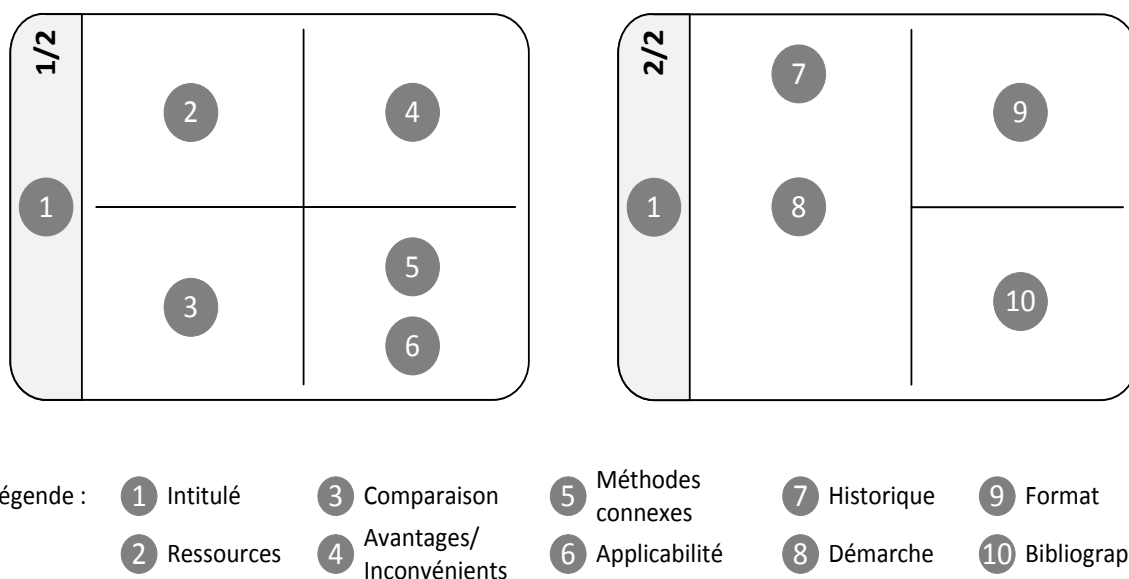 1/2
2
4
1
5
3
6
2/2
7
9
1
8
10
égende :
1 Intitulé
3 Comparaison
5 Méthodes
connexes
7 Historique
9 Format
2 Ressources
4 Avantages/
Inconvénients
6 Applicabilité
8 Démarche
10 Bibliograp